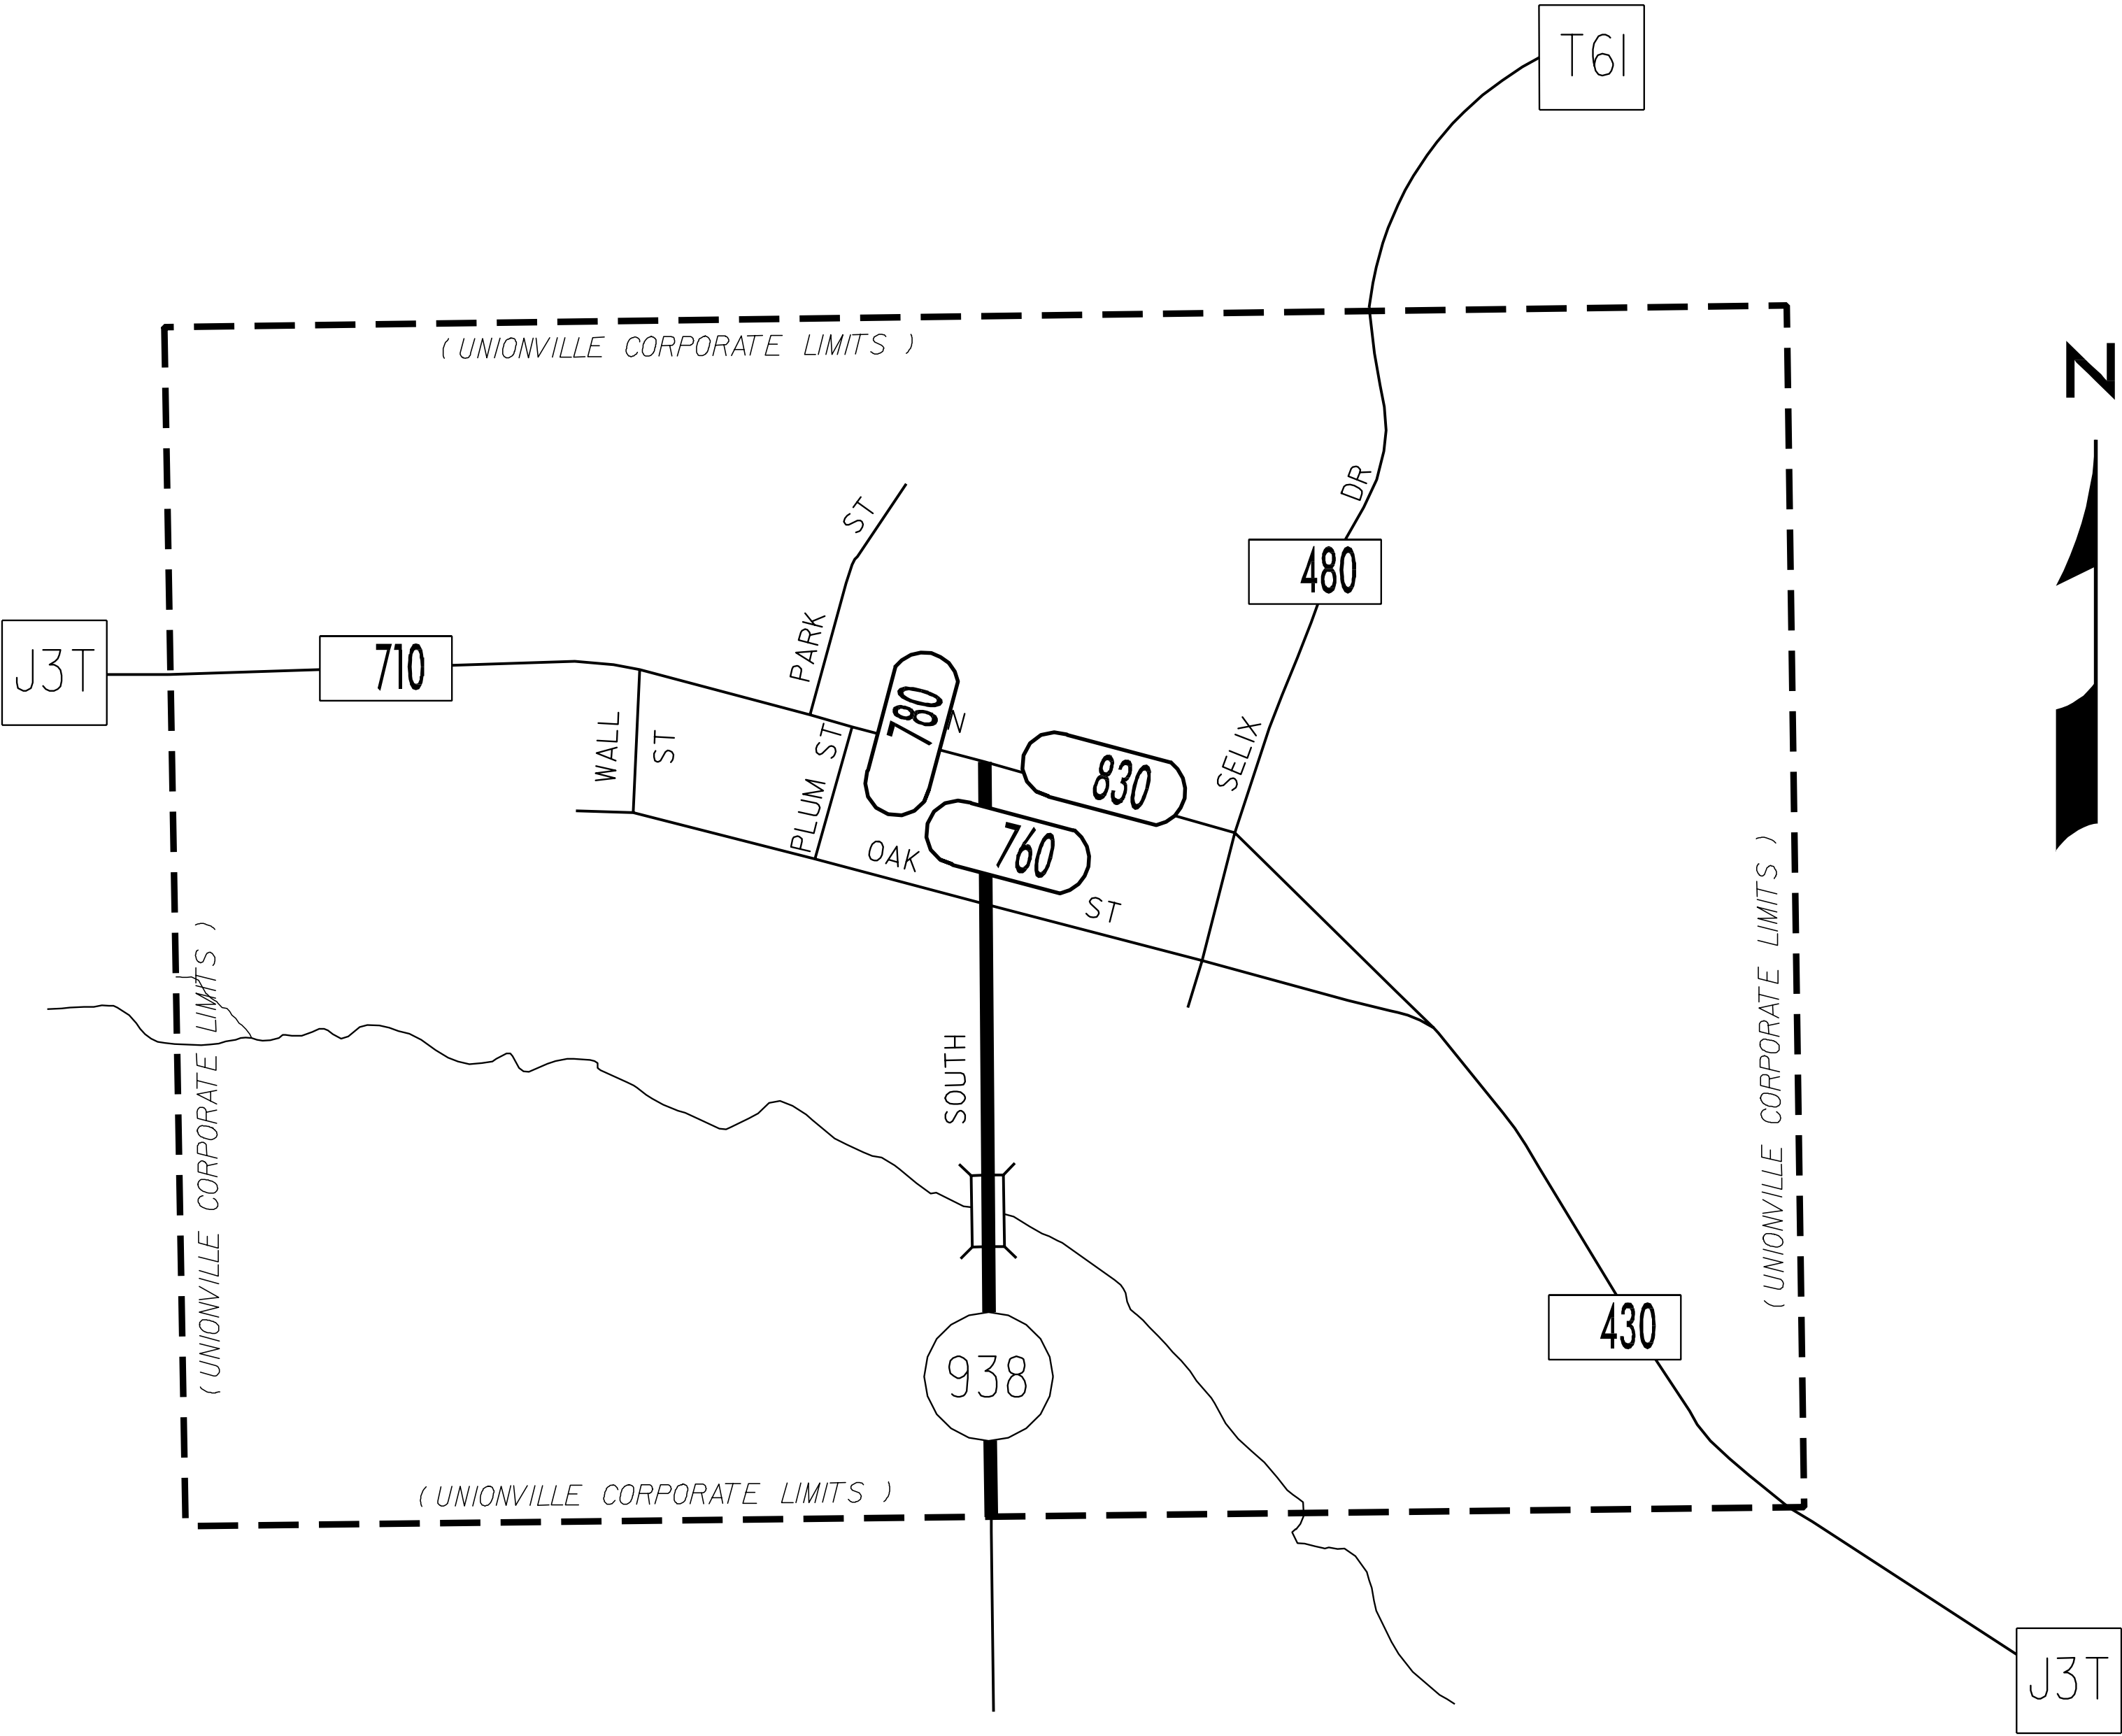 T61
( UNIONVILLE CORPORATE LIMITS )
N
DR
ST
480
PARK
J3T
710
780
N
WALL
ST
PLUM ST
830
SELIX
760
OAK
ST
( UNIONVILLE CORPORATE LIMITS )
( UNIONVILLE CORPORATE LIMITS )
SOUTH
430
938
( UNIONVILLE CORPORATE LIMITS )
J3T